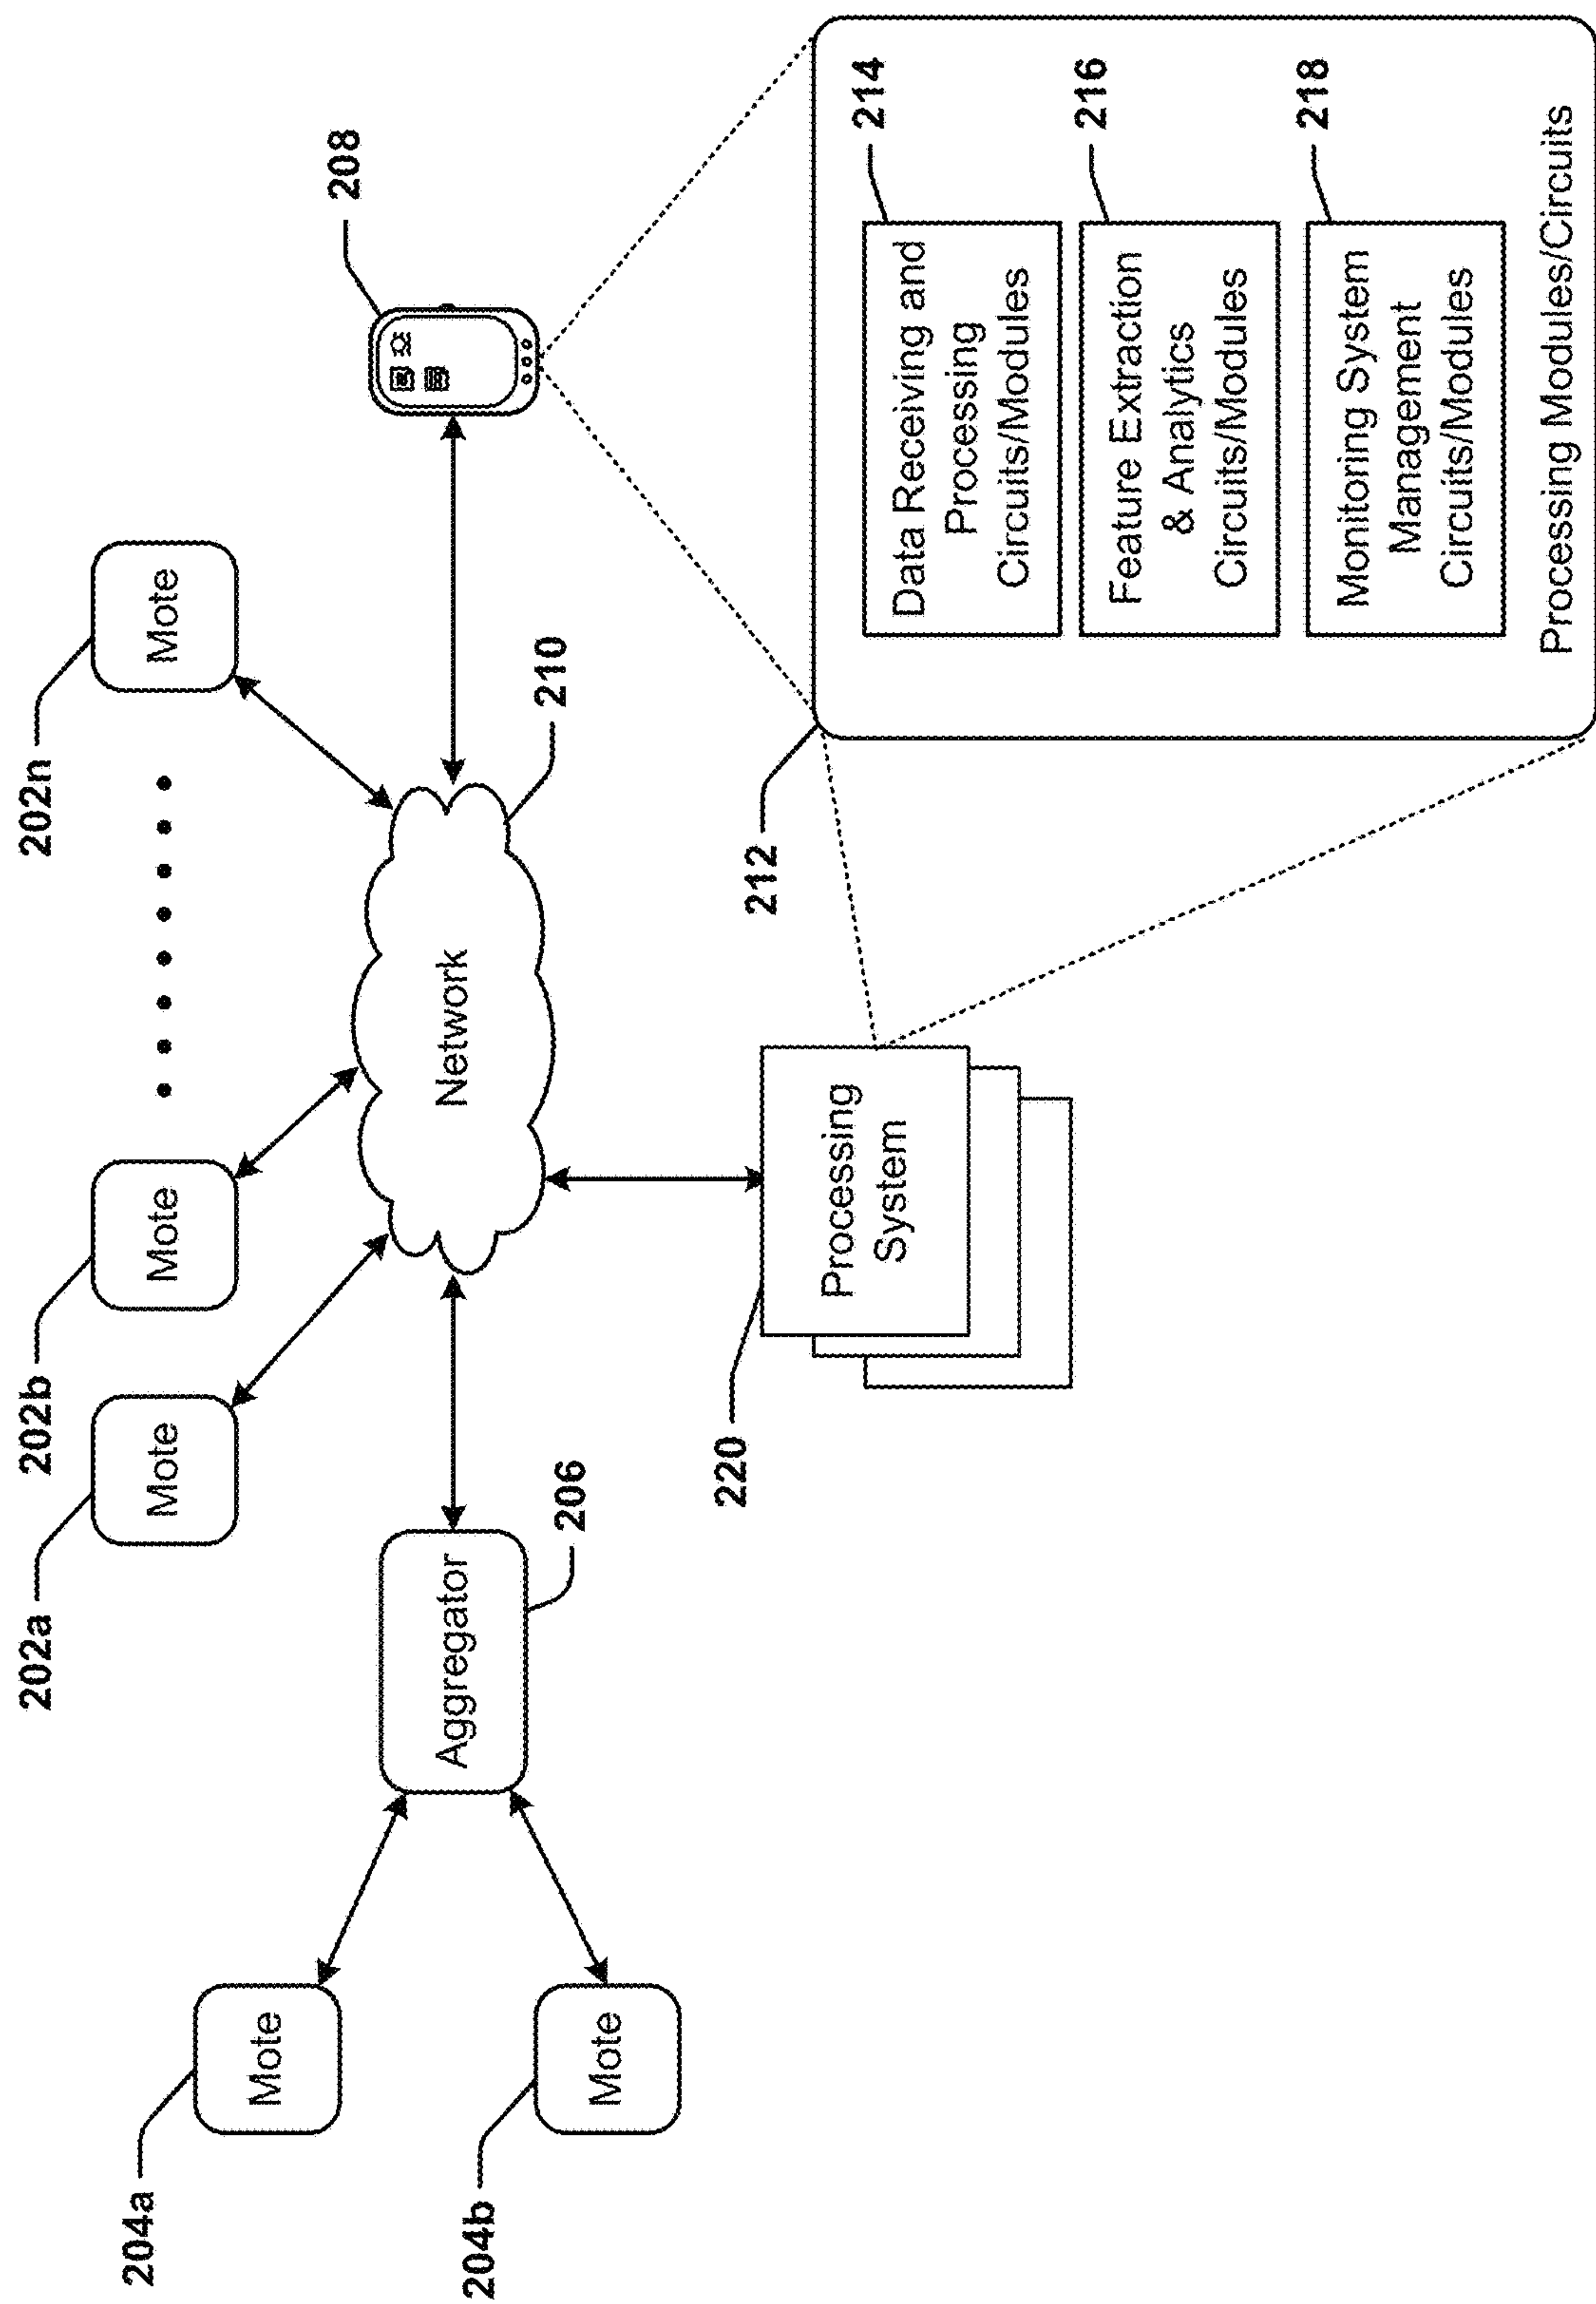 202a
202b
202n
Mote
Mote
Mote
204a
Mote
204b
Mote
Aggregator
206
Network
210
208
220
Processing
System
212
214
Data Receiving and
Processing
Circuits/Modules
216
Feature Extraction
& Analytics
Circuits/Modules
218
Monitoring System
Management
Circuits/Modules
Processing Modules/Circuits